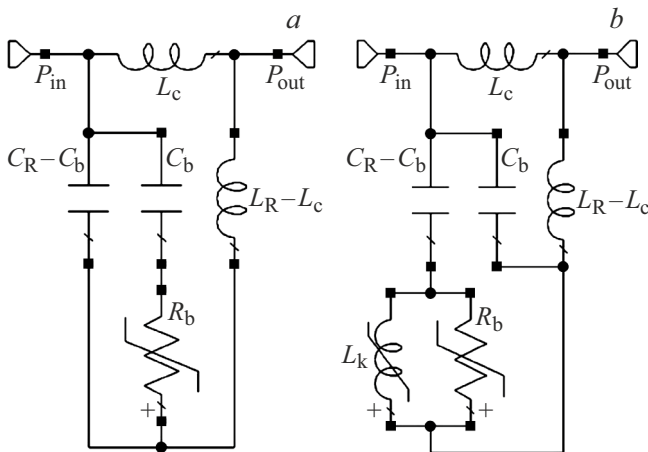 a
P_in
L_c
P_out
C_R − C_b
C_b
L_R − L_c
R_b
+
b
P_in
L_c
P_out
C_R − C_b
C_b
L_R − L_c
L_k
R_b
+
+